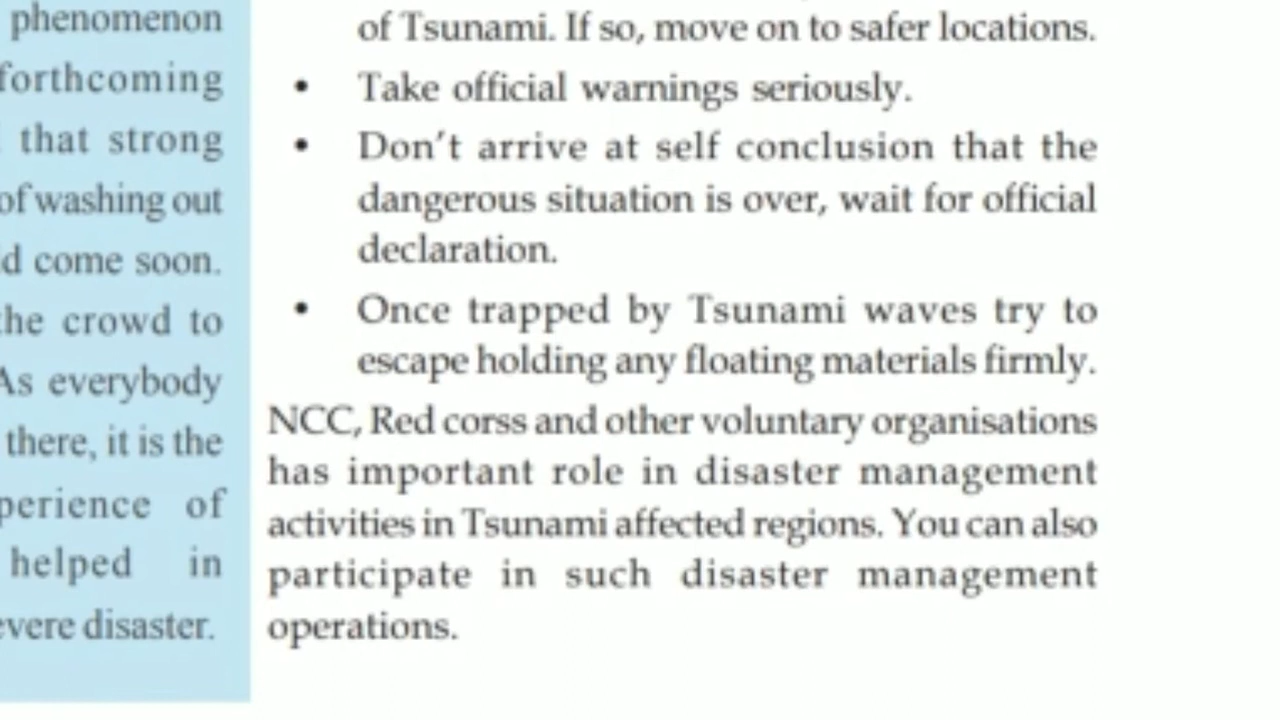 phenomenon
forthcoming
that strong
of washing out
come soon.
the crowd to
As everybody
there, it is the
of
helped in
disaster.
of Tsunami. If so, move on to safer locations.
• Take official warnings seriously.
• Don't arrive at self conclusion that the
dangerous situation is over, wait for official
declaration.
• Once trapped by Tsunami waves try to
escape holding any floating materials firmly.
NCC, Red corss and other voluntary organisations
has important role in disaster management
activities in Tsunami affected regions. You can also
participate in such disaster management
operations.